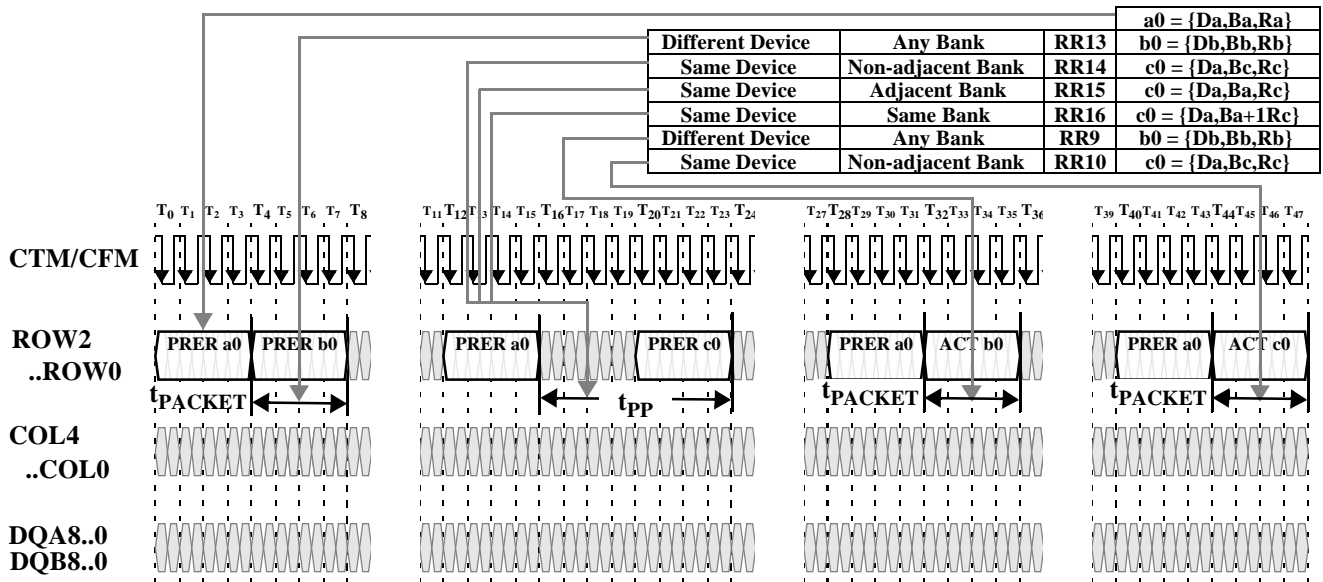 a0 = {Da,Ba,Ra}
Different Device Any Bank RR13 b0 = {Db,Bb,Rb}
Same Device Non-adjacent Bank RR14 c0 = {Da,Bc,Rc}
Same Device Adjacent Bank RR15 c0 = {Da,Ba,Rc}
Same Device Same Bank RR16 c0 = {Da,Ba+1Rc}
Different Device Any Bank RR9 b0 = {Db,Bb,Rb}
Same Device Non-adjacent Bank RR10 c0 = {Da,Bc,Rc}
T0 T1 T2 T3 T4 T5 T6 T7 T8 T11 T12 T13 T14 T15 T16 T17 T18 T19 T20 T21 T22 T23 T24 T27 T28 T29 T30 T31 T32 T33 T34 T35 T36 T39 T40 T41 T42 T43 T44 T45 T46 T47
CTM/CFM
ROW2
..ROW0
PRER a0 PRER b0 PRER a0 PRER c0 PRER a0 ACT b0 PRER a0 ACT c0
tPACKET tPP tPACKET tPACKET
COL4
..COL0
DQA8..0
DQB8..0